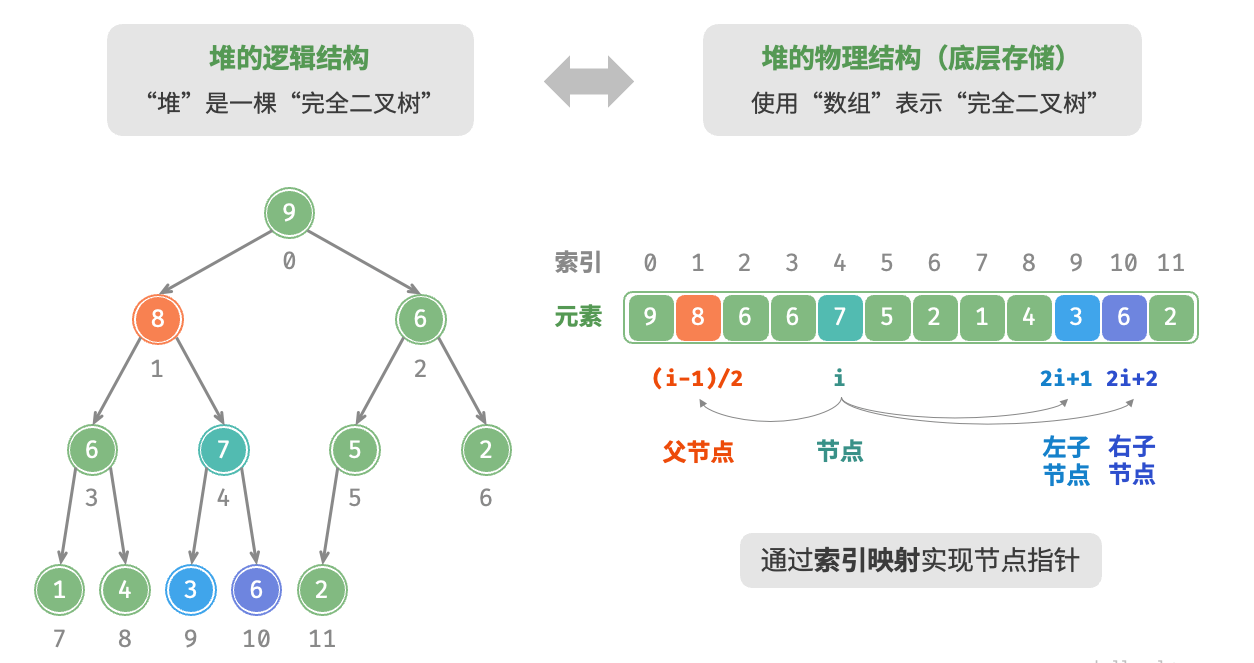 堆的逻辑结构
“堆”是一棵“完全二叉树”
堆的物理结构（底层存储）
使用“数组”表示“完全二叉树”
9
0
8
6
1
2
6
7
5
2
3
4
5
6
1
4
3
6
2
7
8
9
10
11
索引 0 1 2 3 4 5 6 7 8 9 10 11
元素 9 8 6 6 7 5 2 1 4 3 6 2
(i-1)/2 i 2i+1 2i+2
父节点 节点
左子
节点
右子
节点
通过索引映射实现节点指针